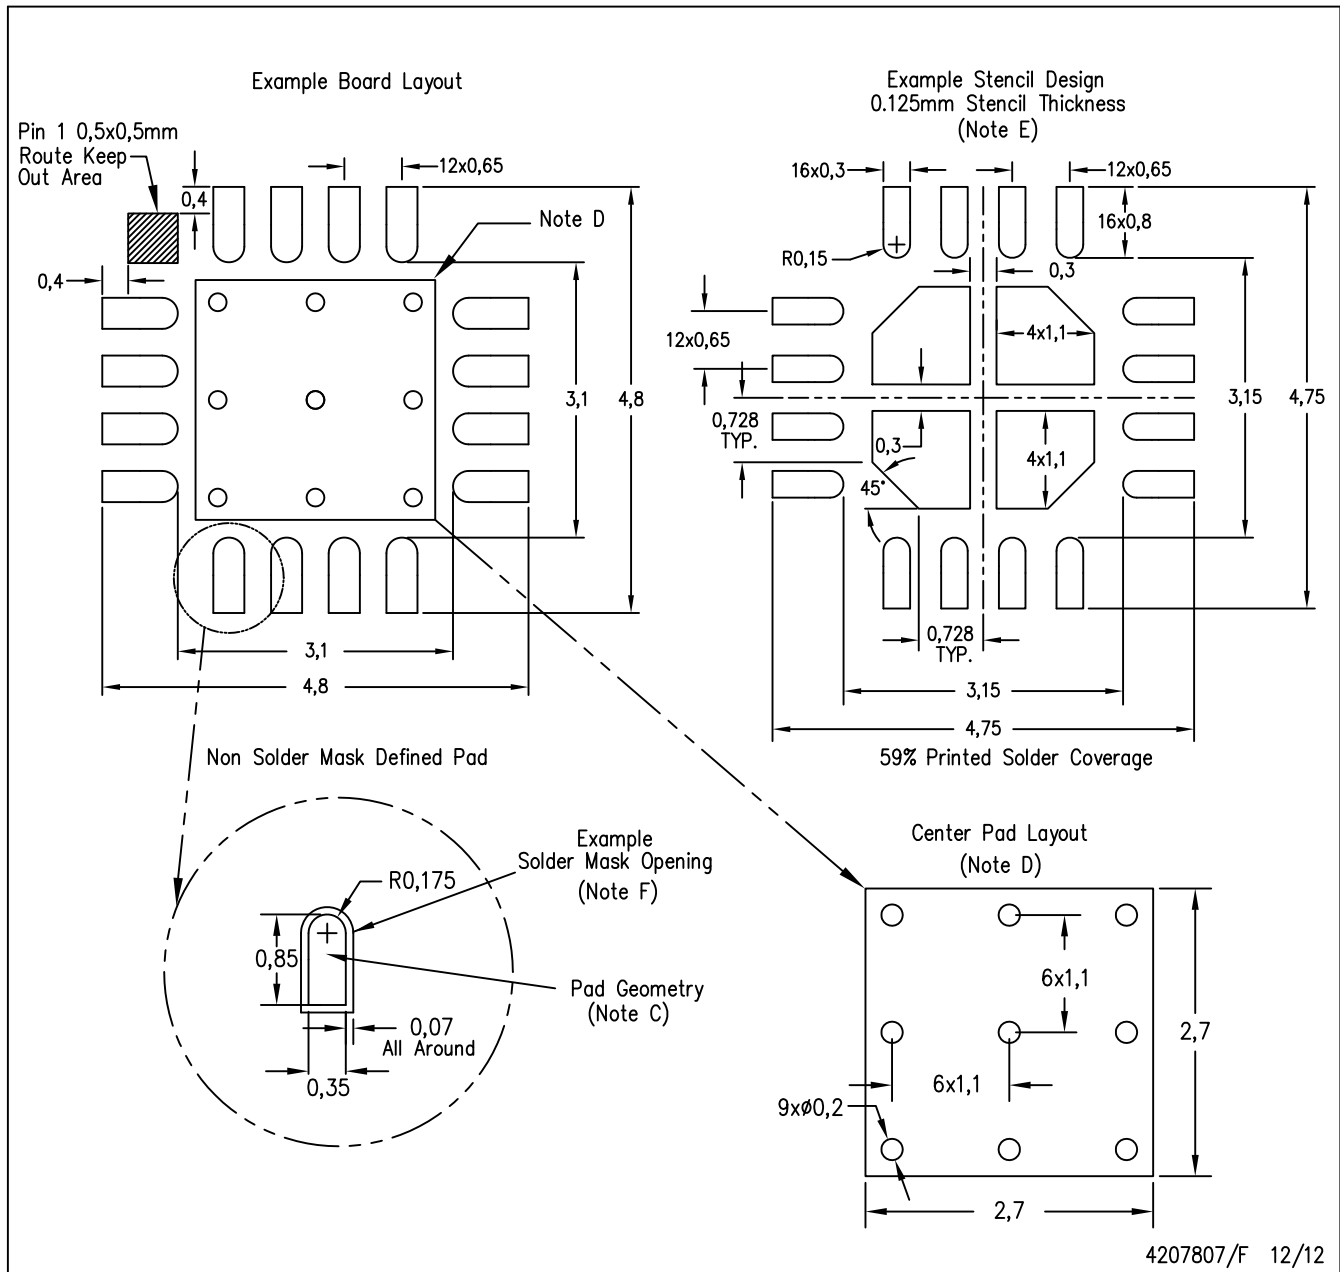 Example Board Layout
Pin 1 0,5x0,5mm
Route Keep
Out Area
0,4
12x0,65
Note D
0,4
3,1
4,8
3,1
4,8
Example Stencil Design
0.125mm Stencil Thickness
(Note E)
16x0,3
12x0,65
16x0,8
R0,15
0,3
12x0,65
4x1,1
3,15
4,75
0,728
TYP.
0,3
4x1,1
45°
0,728
TYP.
3,15
4,75
59% Printed Solder Coverage
Non Solder Mask Defined Pad
Example
Solder Mask Opening
(Note F)
R0,175
0,85
Pad Geometry
(Note C)
0,07
All Around
0,35
Center Pad Layout
(Note D)
6x1,1
2,7
6x1,1
9xø0,2
2,7
4207807/F 12/12